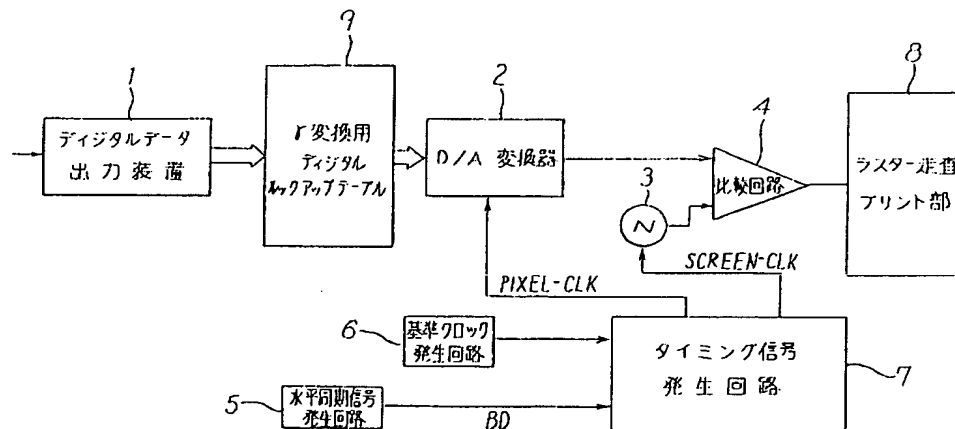 9
8
1
2
4
ディジタルデータ
出力装置
γ変換用
ディジタル
ルックアップテーブル
D/A 変換器
3
比較回路
ラスター走査
プリント部
SCREEN-CLK
PIXEL-CLK
6
基準クロック
発生回路
タイミング信号
発生回路
7
5
水平同期信号
発生回路
BD